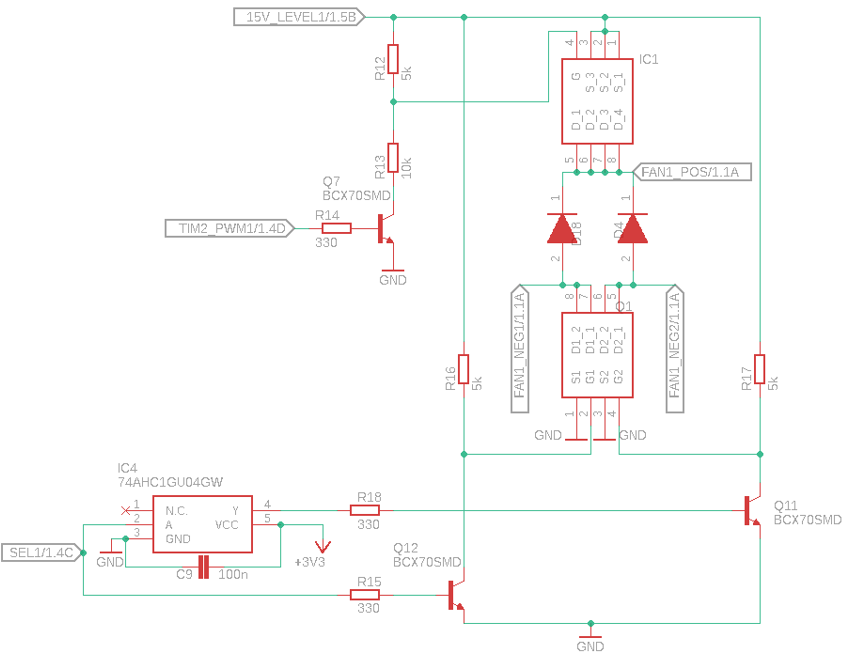 15V_LEVEL1/1.5B
R12
5k
4
3
2
1
IC1
G
S_3
S_2
S_1
D_1
D_2
D_3
D_4
5
6
7
8
R13
10k
FAN1_POS/1.1A
Q7
BCX70SMD
1
1
TIM2_PWM1/1.4D
R14
330
D18
D4
GND
2
2
FAN1_NEG1/1.1A
8
7
6
5
Q1
FAN1_NEG2/1.1A
D1_2
D1_1
D2_2
D2_1
S1
G1
S2
G2
R16
5k
R17
5k
1
2
3
4
GND
GND
IC4
74AHC1GU04GW
1
N.C.
Y
4
R18
330
Q11
BCX70SMD
2
A
VCC
5
3
GND
SEL1/1.4C
GND
+3V3
C9
100n
Q12
BCX70SMD
R15
330
GND